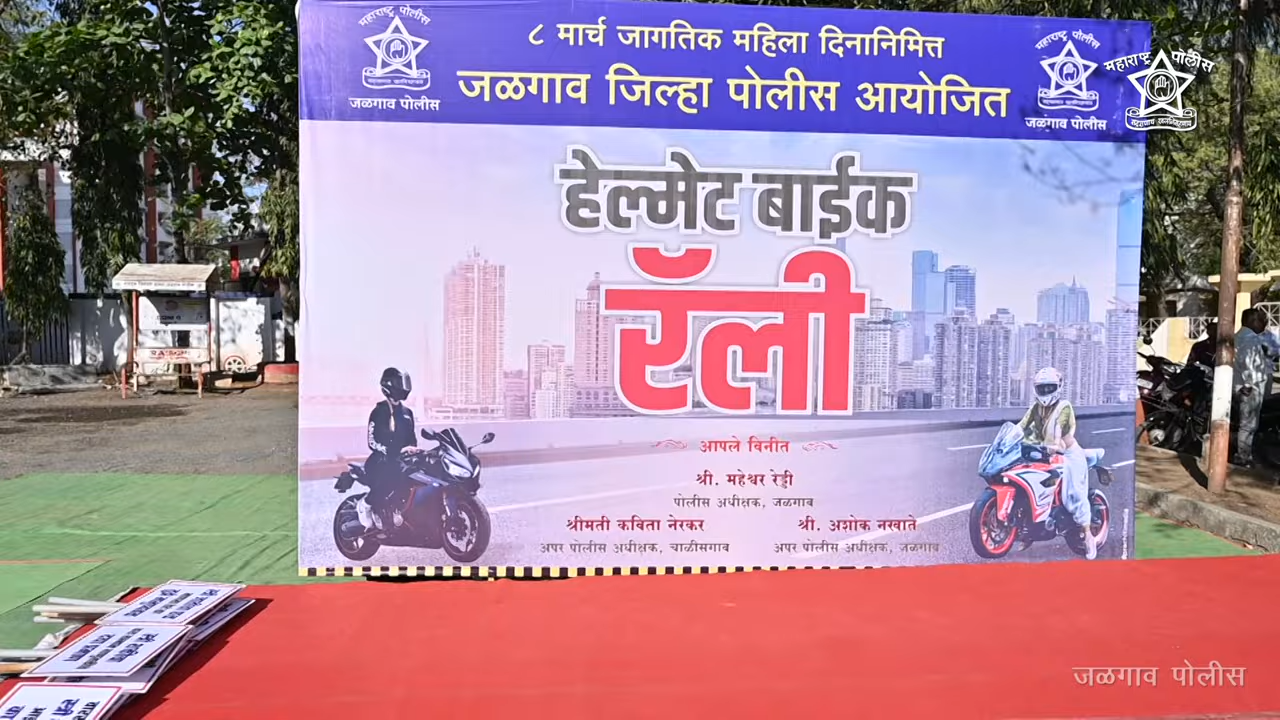 महाराष्ट्र पोलीस
जळगाव पोलीस
८ मार्च जागतिक महिला दिनानिमित्त
जळगाव जिल्हा पोलीस आयोजित
महाराष्ट्र पोलीस
जळगाव पोलीस
महाराष्ट्र पोलीस
हेल्मेट बाईक
रॅली
आपले विनीत
श्री. महेश्वर रेड्डी
पोलीस अधीक्षक, जळगाव
श्रीमती कविता नेरकर
अपर पोलीस अधीक्षक, चाळीसगाव
श्री. अशोक नखाते
अपर पोलीस अधीक्षक, जळगाव
जळगाव पोलीस